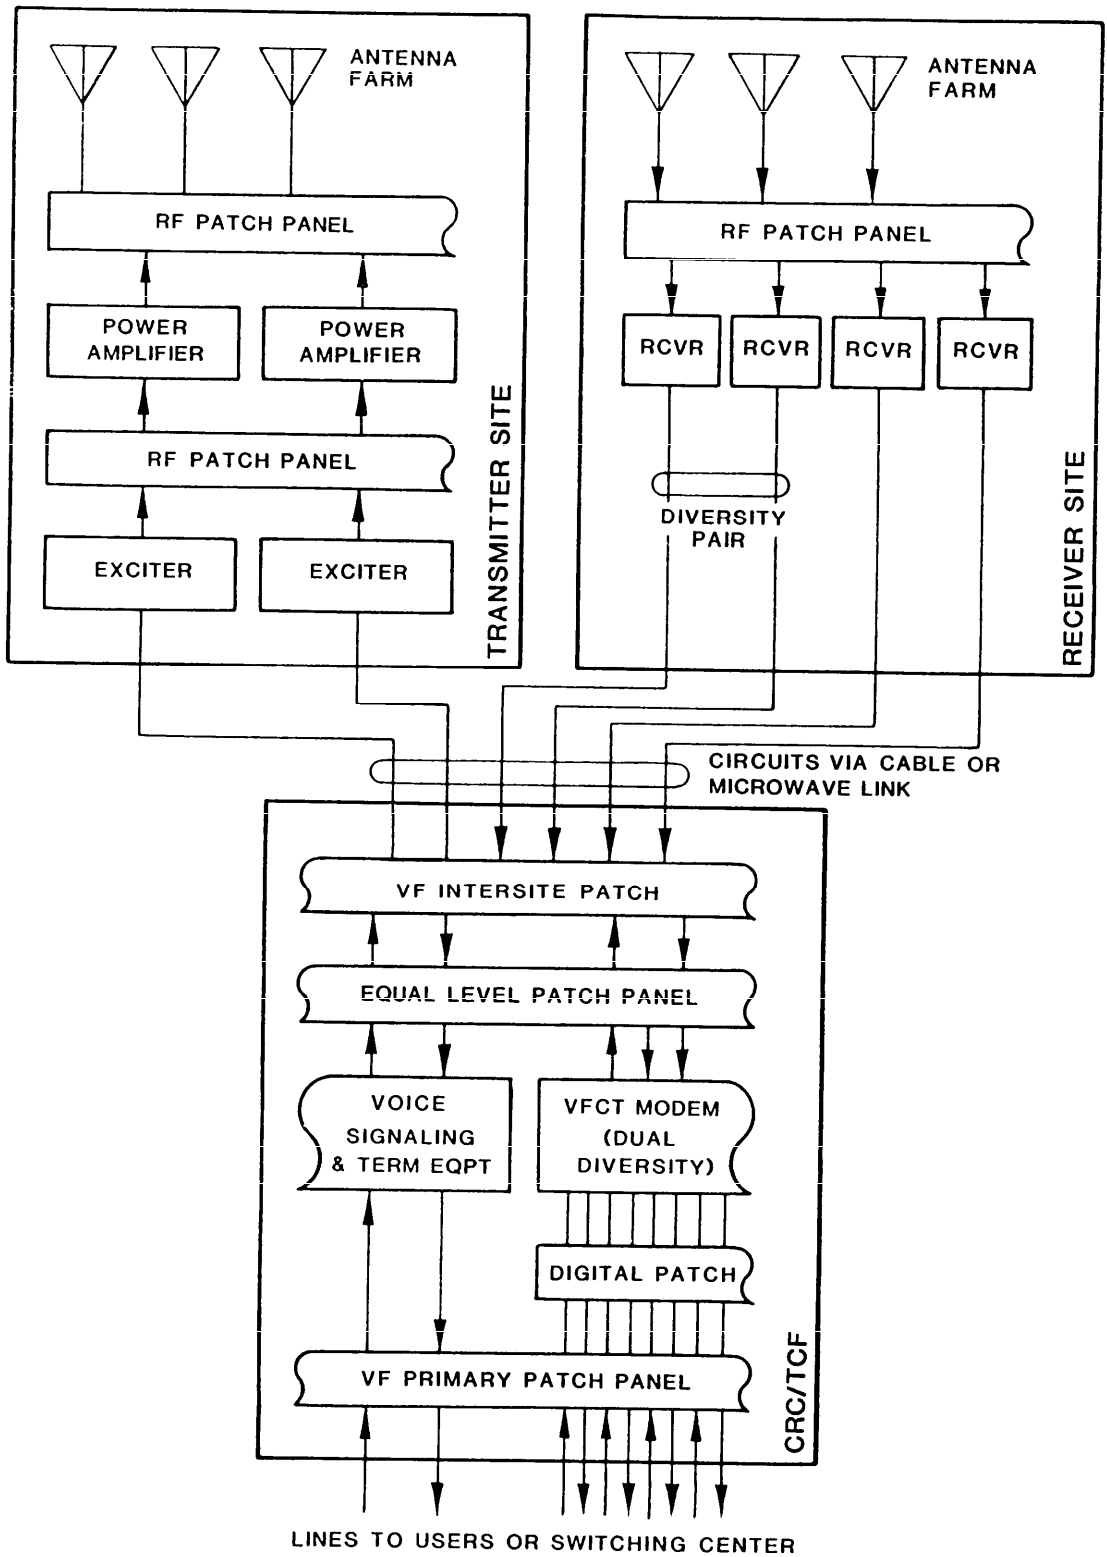 ANTENNA
FARM
RF PATCH PANEL
POWER
AMPLIFIER
POWER
AMPLIFIER
RF PATCH PANEL
EXCITER
EXCITER
TRANSMITTER SITE
ANTENNA
FARM
RF PATCH PANEL
RCVR
RCVR
RCVR
RCVR
DIVERSITY
PAIR
RECEIVER SITE
CIRCUITS VIA CABLE OR
MICROWAVE LINK
VF INTERSITE PATCH
EQUAL LEVEL PATCH PANEL
VOICE
SIGNALING
& TERM EQPT
VFCT MODEM
(DUAL
DIVERSITY)
DIGITAL PATCH
VF PRIMARY PATCH PANEL
CRC/TCF
LINES TO USERS OR SWITCHING CENTER